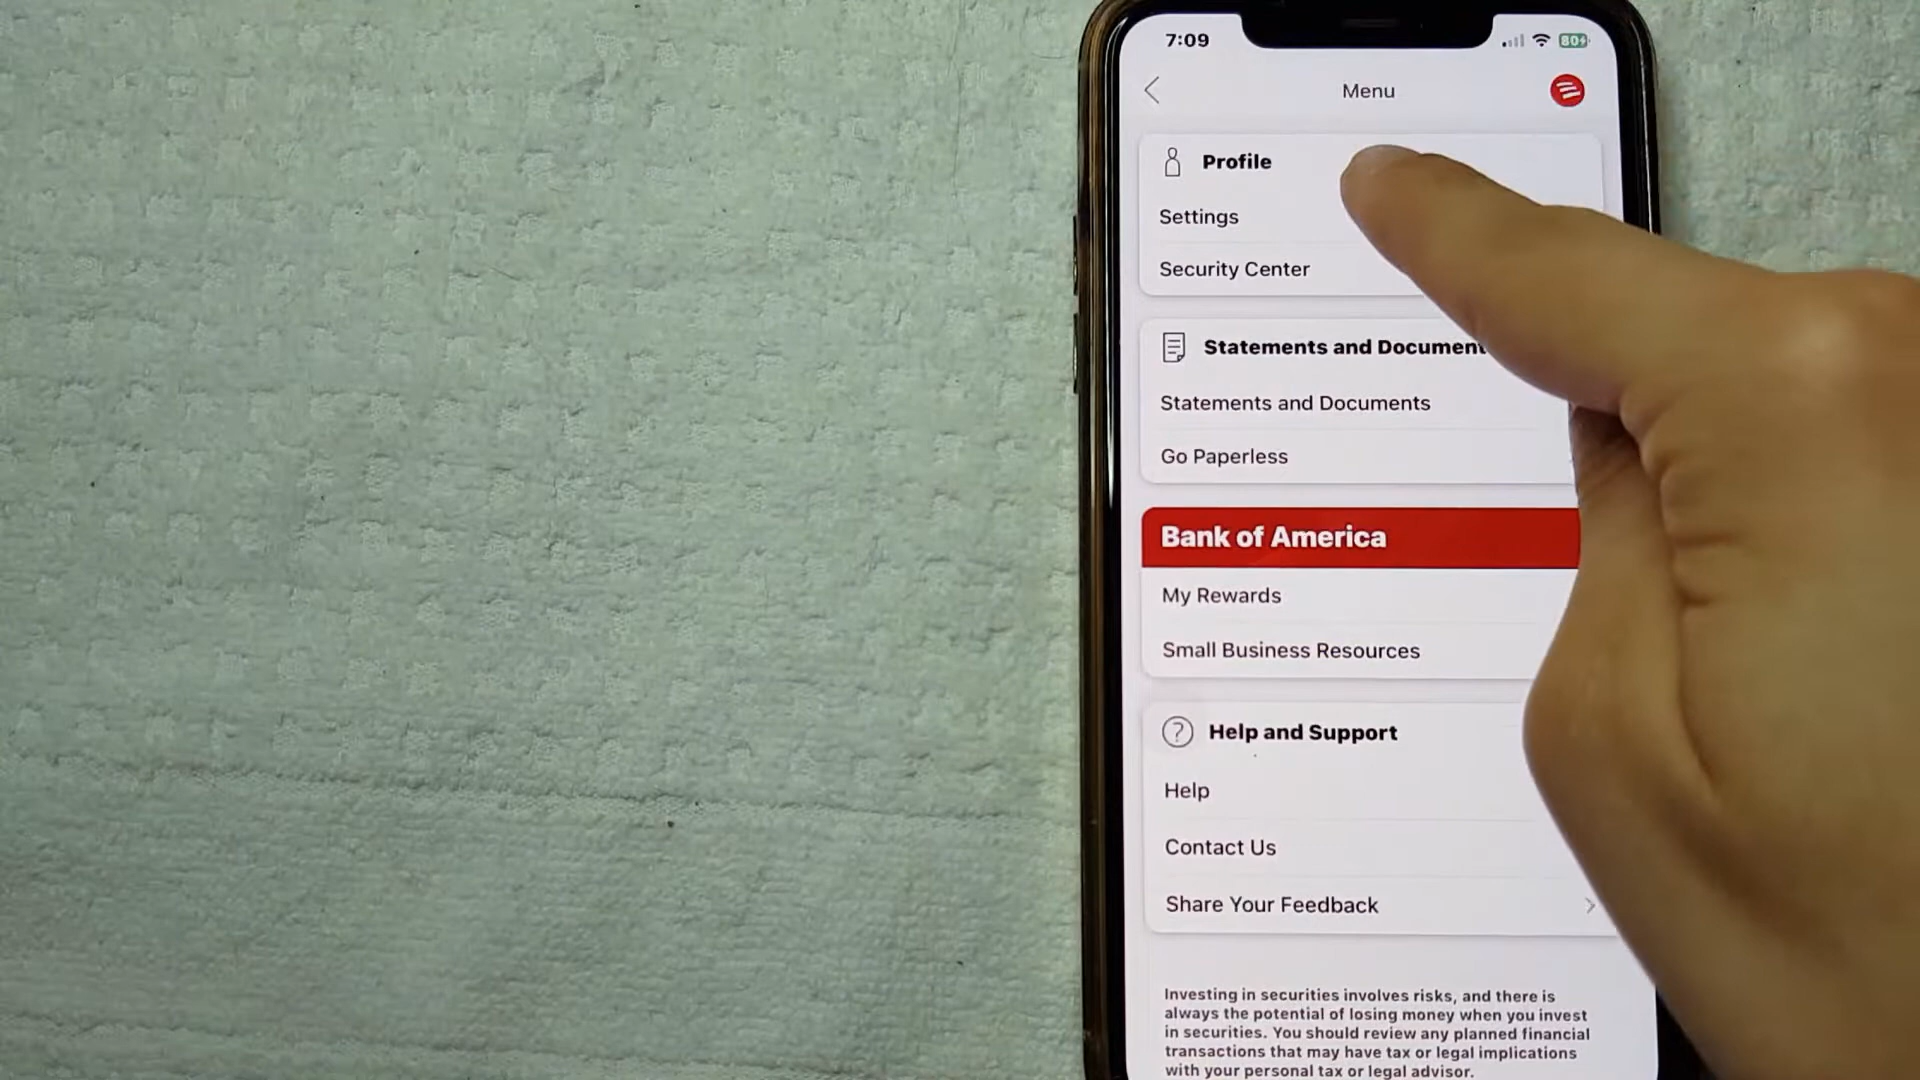 7:09
80
Menu
Profile
Settings
Security Center
Statements and Document
Statements and Documents
Go Paperless
Bank of America
My Rewards
Small Business Resources
Help and Support
Help
Contact Us
Share Your Feedback
Investing in securities involves risks, and there is
always the potential of losing money when you invest
in securities. You should review any planned financial
transactions that may have tax or legal implications
with your personal tax or legal advisor.